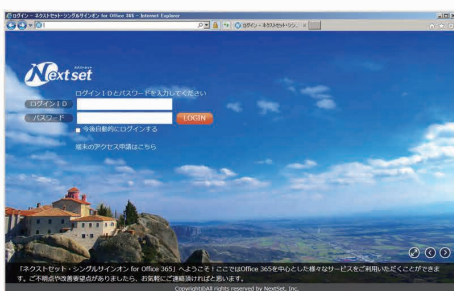 ログイン - ネクストセット・シングルサインオン for Office 365 - Internet Explorer
ログイン - ネクストセット・シン...
Nextset
ログインＩＤとパスワードを入力してください
ログインＩＤ
パスワード
LOGIN
今後自動的にログインする
端末のアクセス申請はこちら
「ネクストセット・シングルサインオン for Office 365」へようこそ！ここではOffice 365を中心とした様々なサービスをご利用いただくことができま
す。ご不明点や改善要望点がありましたら、お気軽にご連絡頂ければと思います。
Copyright©All rights reserved by NextSet, Inc.